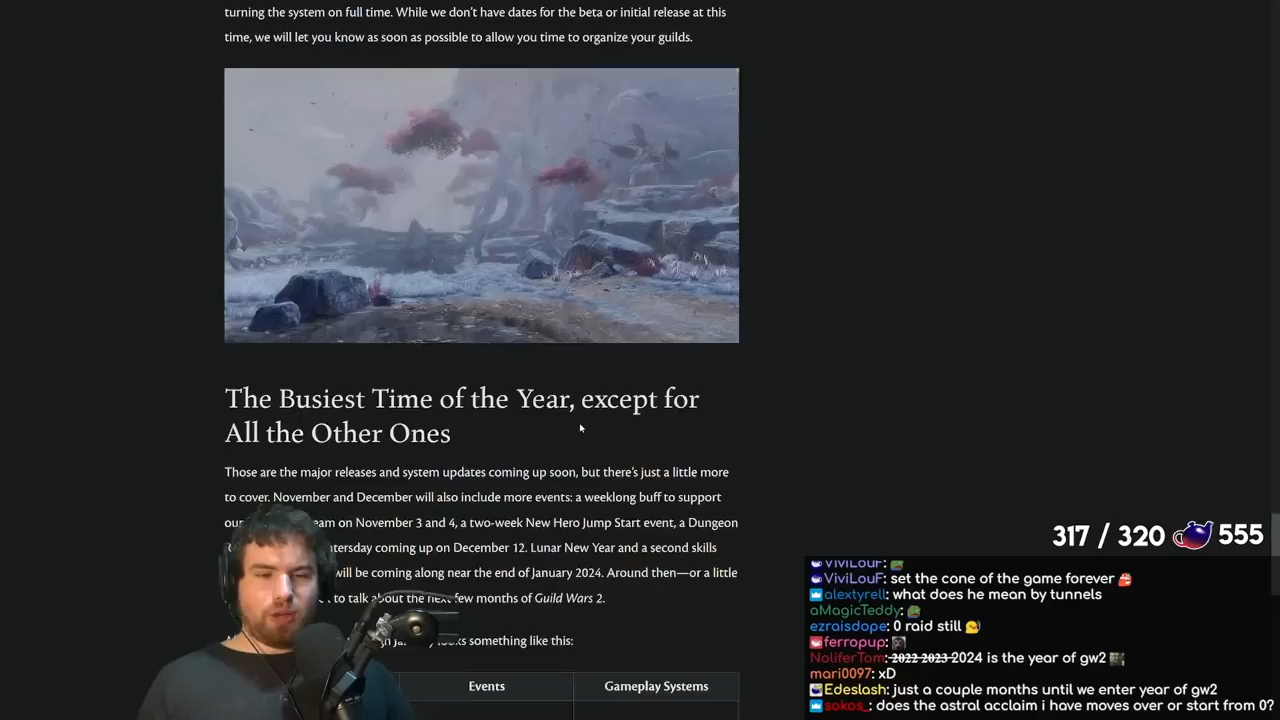 turning the system on full time. While we don't have dates for the beta or initial release at this
time, we will let you know as soon as possible to allow you time to organize your guilds.
The Busiest Time of the Year, except for
All the Other Ones
Those are the major releases and system updates coming up soon, but there's just a little more
to cover. November and December will also include more events: a weeklong buff to support
our eam on November 3 and 4, a two-week New Hero Jump Start event, a Dungeon
R ntersday coming up on December 12. Lunar New Year and a second skills
will be coming along near the end of January 2024. Around then—or a little
to talk about the next few months of Guild Wars 2.
looks something like this:
Events Gameplay Systems
317 / 320 555
ViviLouF:
ViviLouF: set the cone of the game forever
alextyrell: what does he mean by tunnels
aMagicTeddy:
ezraisdope: 0 raid still
ferropup:
NoliferTom: 2022 2023 2024 is the year of gw2
mari0097: xD
Edeslash: just a couple months until we enter year of gw2
sokos_: does the astral acclaim i have moves over or start from 0?